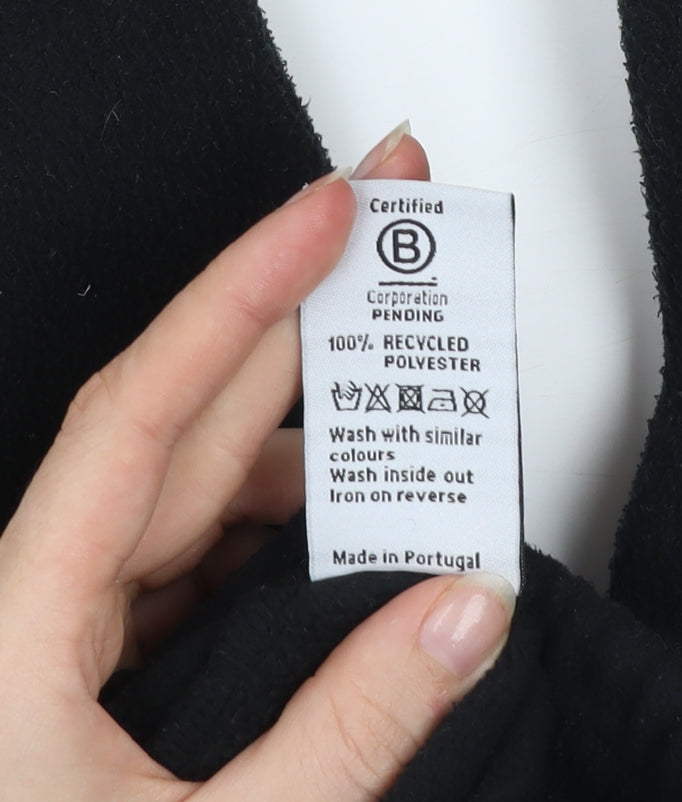 Certified
B
Corporation
PENDING
100% RECYCLED
POLYESTER
Wash with similar
colours
Wash inside out
Iron on reverse
Made in Portugal